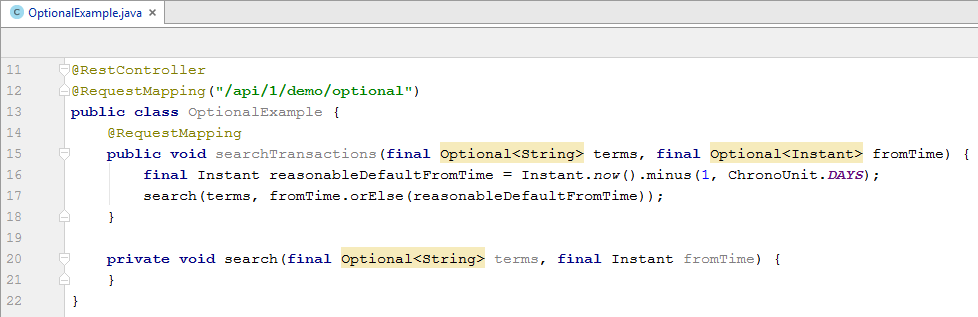 OptionalExample.java
11 @RestController
12 @RequestMapping("/api/1/demo/optional")
13 public class OptionalExample {
14     @RequestMapping
15     public void searchTransactions(final Optional<String> terms, final Optional<Instant> fromTime) {
16         final Instant reasonableDefaultFromTime = Instant.now().minus(1, ChronoUnit.DAYS);
17         search(terms, fromTime.orElse(reasonableDefaultFromTime));
18     }
19
20     private void search(final Optional<String> terms, final Instant fromTime) {
21     }
22 }